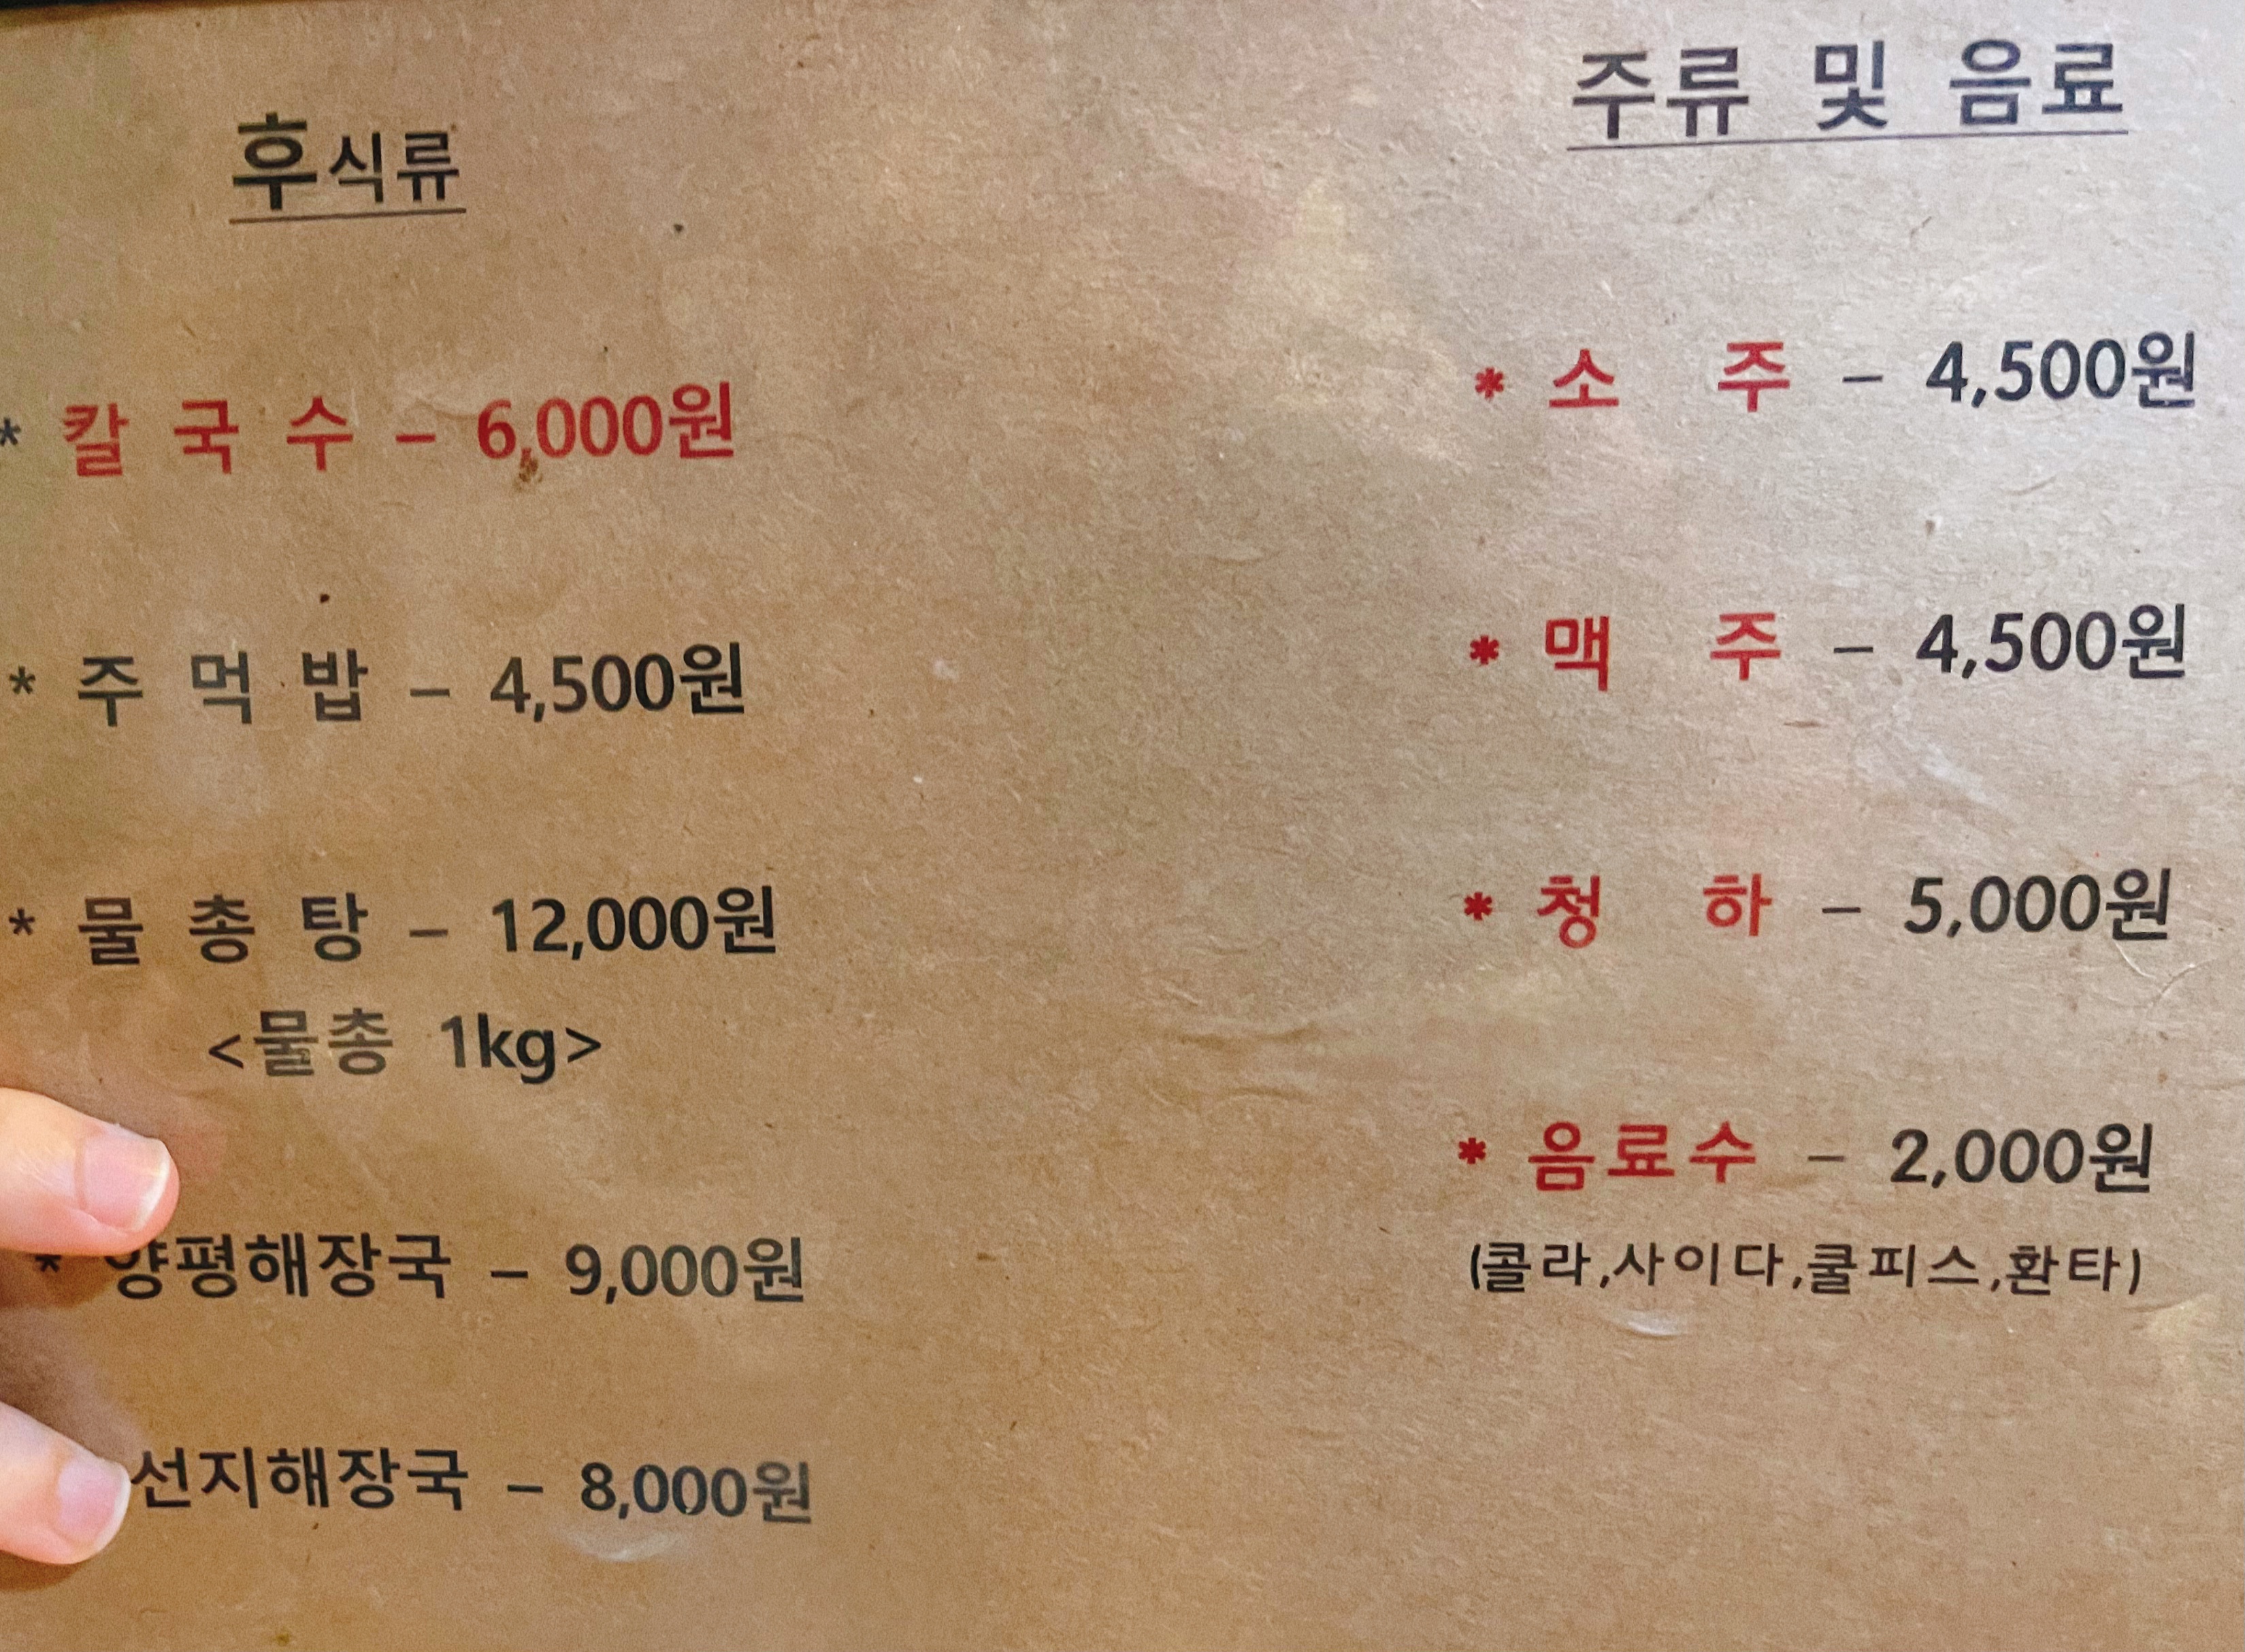 후식류
* 칼 국 수 – 6,000원
* 주 먹 밥 – 4,500원
* 물 총 탕 – 12,000원
<물총 1kg>
* 양평해장국 – 9,000원
선지해장국 – 8,000원
주류 및 음료
* 소 주 – 4,500원
* 맥 주 – 4,500원
* 청 하 – 5,000원
* 음료수 – 2,000원
(콜라,사이다,쿨피스,환타)